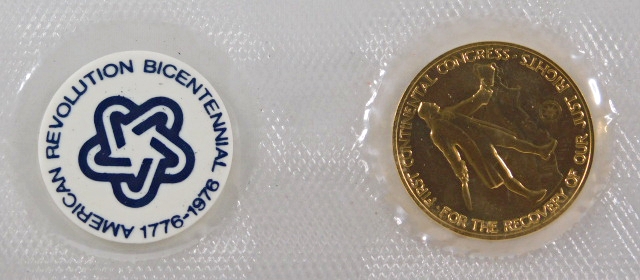 AMERICAN REVOLUTION BICENTENNIAL
1776-1976
FIRST CONTINENTAL CONGRESS ·
FOR THE RECOVERY OF OUR JUST RIGHTS